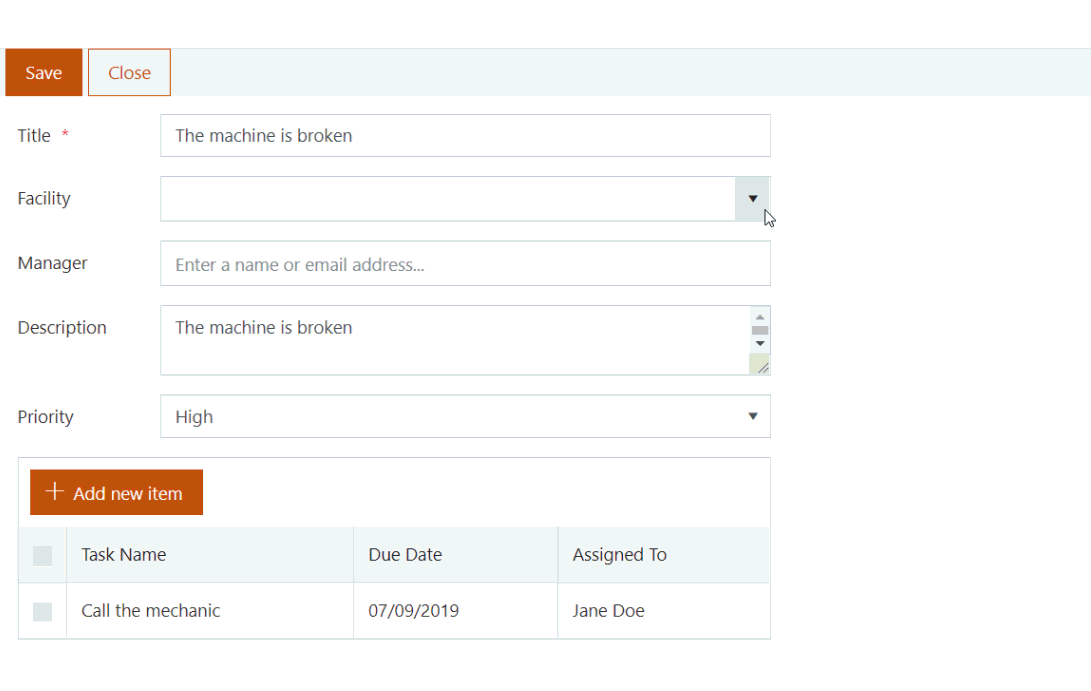 Save Close
Title * The machine is broken
Facility
Manager Enter a name or email address...
Description The machine is broken
Priority High
+ Add new item
Task Name Due Date Assigned To
Call the mechanic 07/09/2019 Jane Doe